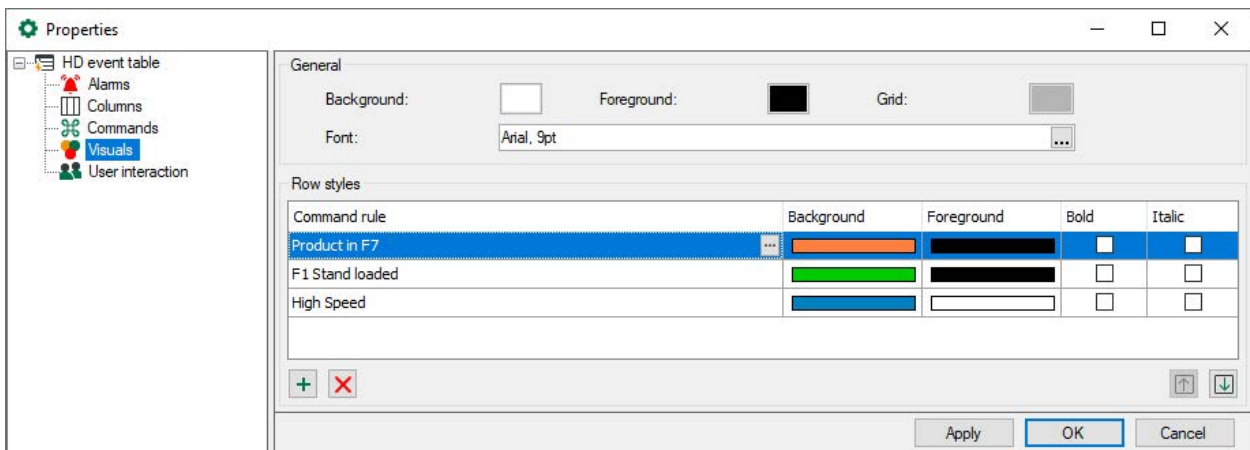 Properties
HD event table
Alarms
Columns
Commands
Visuals
User interaction
General
Background: Foreground: Grid:
Font: Arial, 9pt ...
Row styles
Command rule Background Foreground Bold Italic
Product in F7 ...
F1 Stand loaded
High Speed
Apply OK Cancel